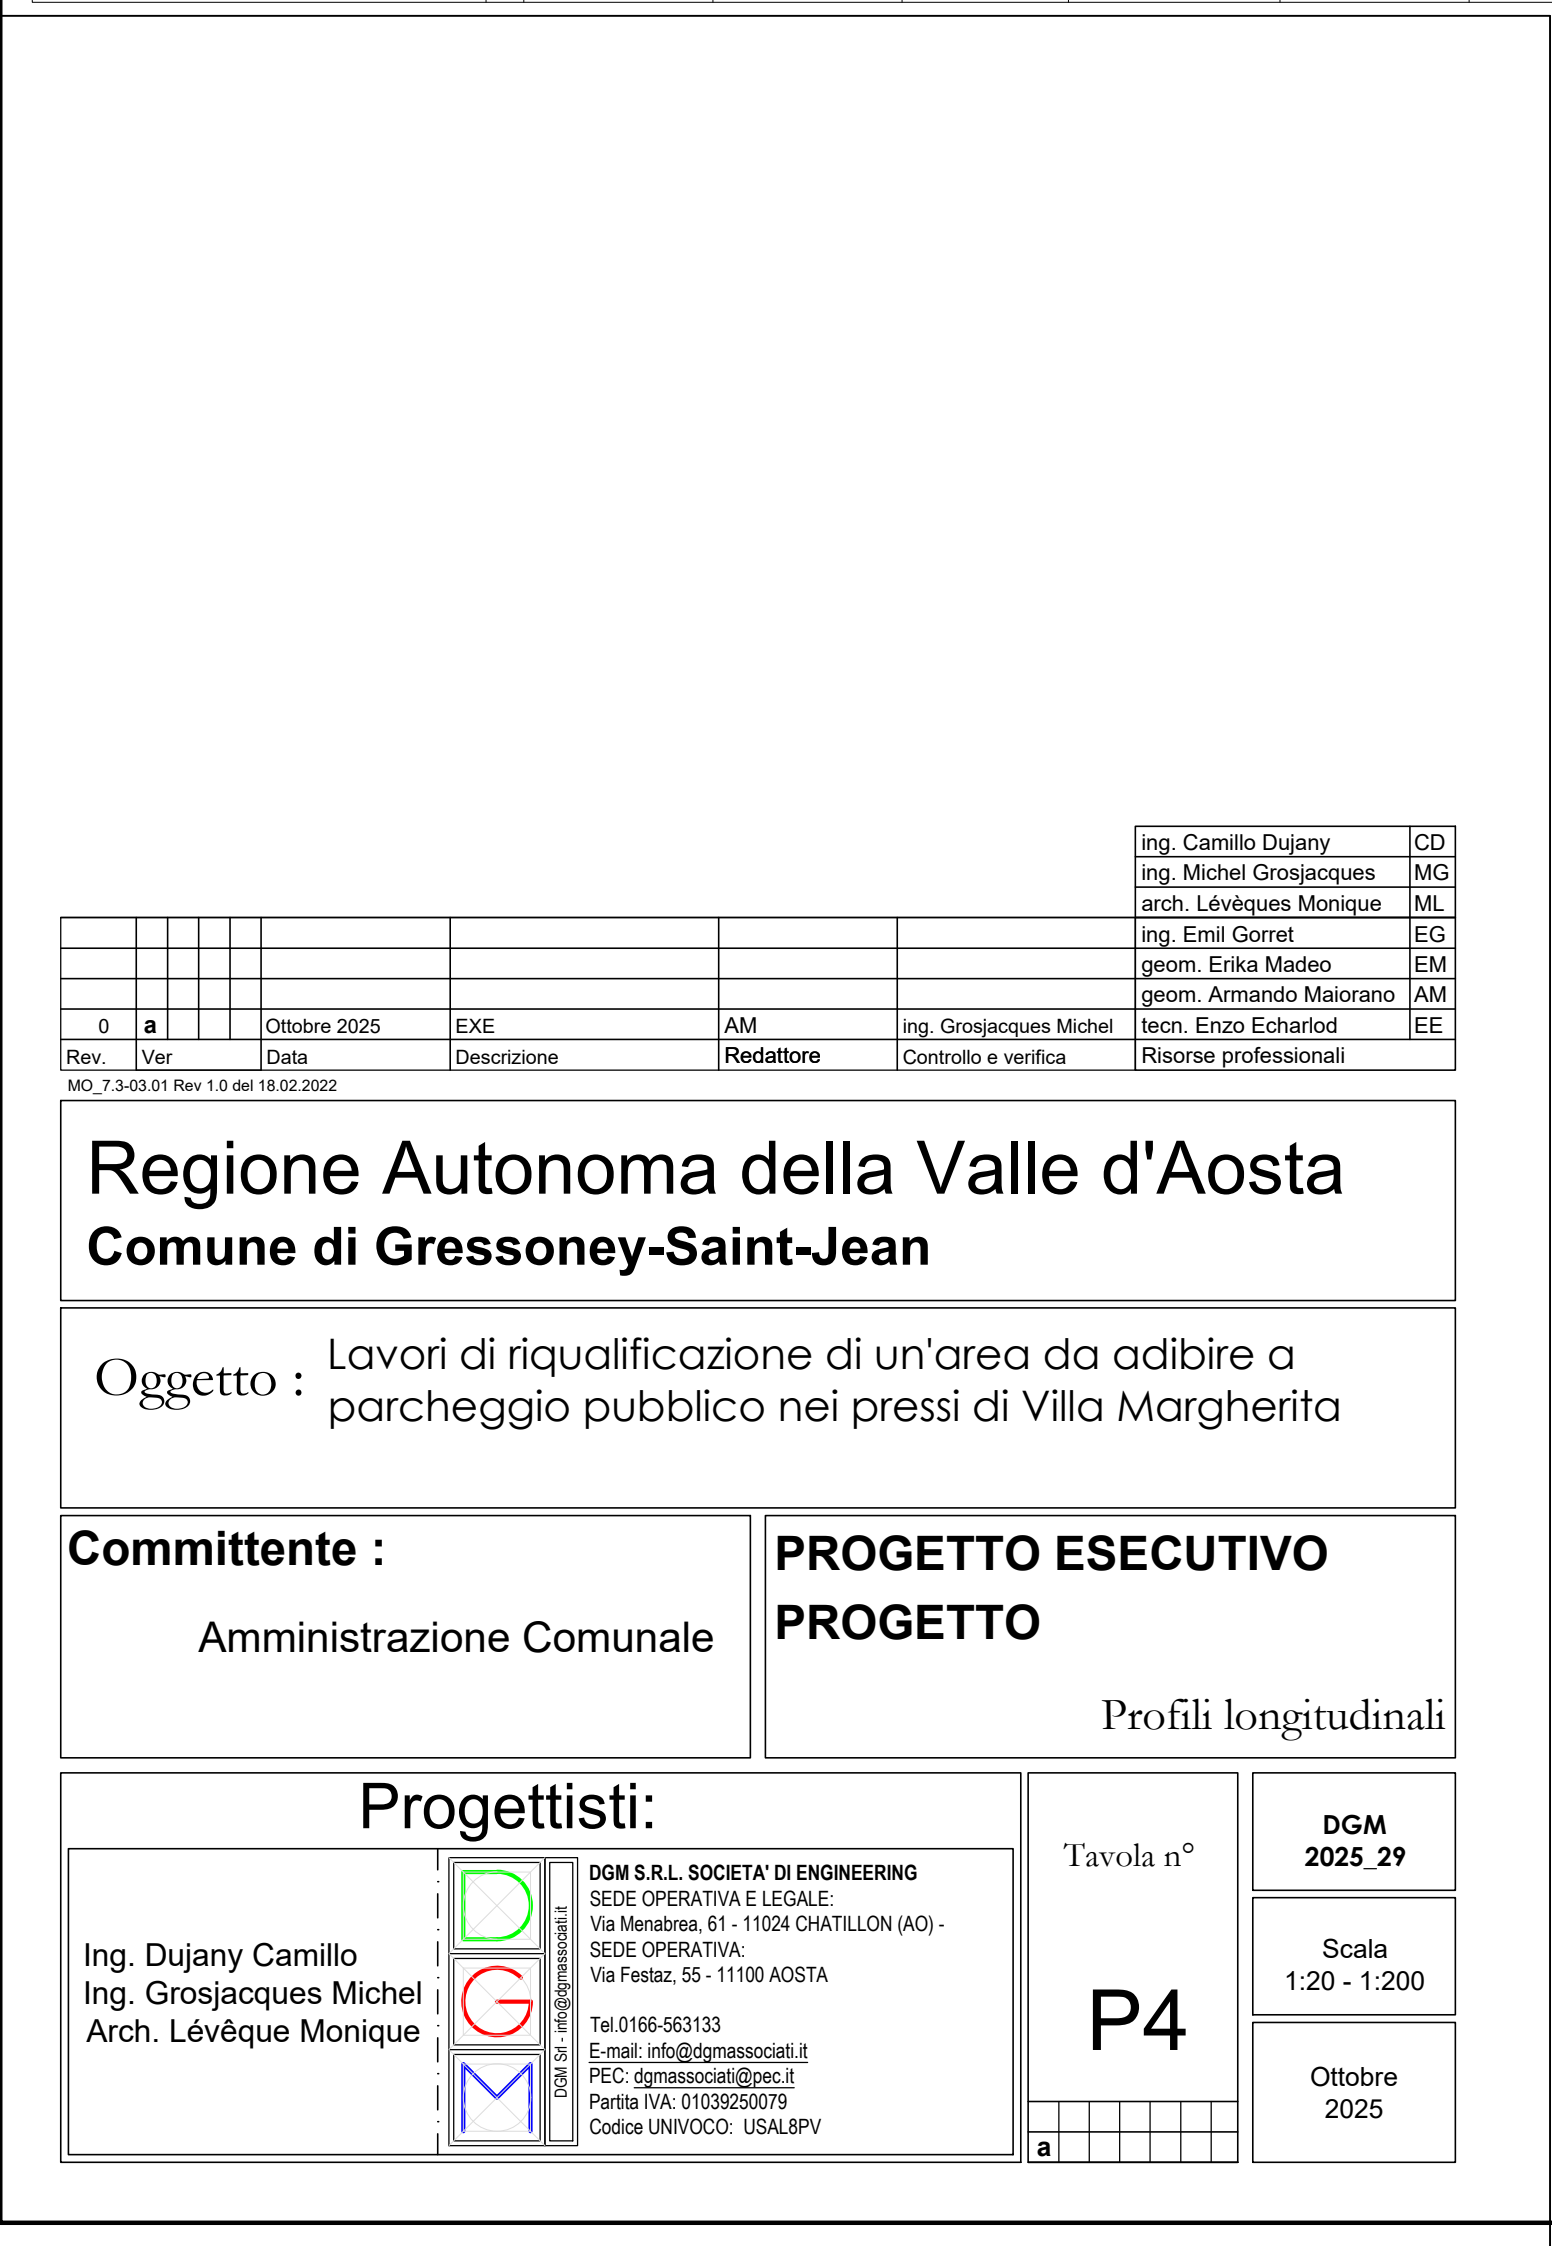 ing. Camillo Dujany CD
ing. Michel Grosjacques MG
arch. Lévèques Monique ML
ing. Emil Gorret EG
geom. Erika Madeo EM
geom. Armando Maiorano AM
0 a Ottobre 2025 EXE AM ing. Grosjacques Michel tecn. Enzo Echarlod EE
Rev. Ver Data Descrizione Redattore Controllo e verifica Risorse professionali
MO_7.3-03.01 Rev 1.0 del 18.02.2022
Regione Autonoma della Valle d'Aosta
Comune di Gressoney-Saint-Jean
Oggetto :
Lavori di riqualificazione di un'area da adibire a
parcheggio pubblico nei pressi di Villa Margherita
Committente :
Amministrazione Comunale
PROGETTO ESECUTIVO
PROGETTO
Profili longitudinali
Progettisti:
Ing. Dujany Camillo
Ing. Grosjacques Michel
Arch. Lévêque Monique
D
G
M
DGM Srl - info@dgmassociati.it
DGM S.R.L. SOCIETA' DI ENGINEERING
SEDE OPERATIVA E LEGALE:
Via Menabrea, 61 - 11024 CHATILLON (AO) -
SEDE OPERATIVA:
Via Festaz, 55 - 11100 AOSTA
Tel.0166-563133
E-mail: info@dgmassociati.it
PEC: dgmassociati@pec.it
Partita IVA: 01039250079
Codice UNIVOCO: USAL8PV
Tavola n°
P4
a
DGM
2025_29
Scala
1:20 - 1:200
Ottobre
2025